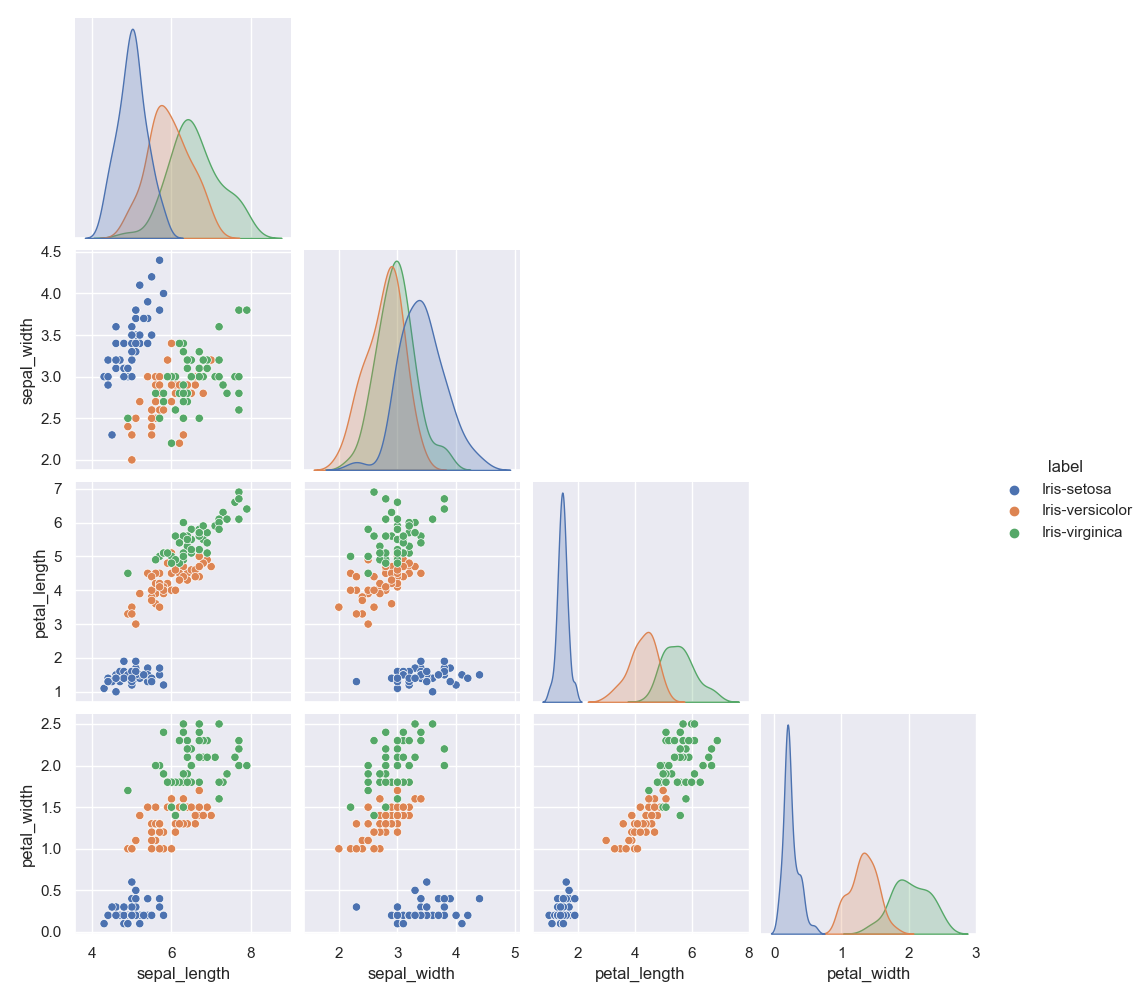 4 6 8
4.5
4.0
3.5
3.0
2.5
2.0
sepal_width
2 3 4 5
7
6
5
4
3
2
1
petal_length
2 4 6 8
label
Iris-setosa
Iris-versicolor
Iris-virginica
2.5
2.0
1.5
1.0
0.5
0.0
petal_width
0 1 2 3
sepal_length
sepal_width
petal_length
petal_width